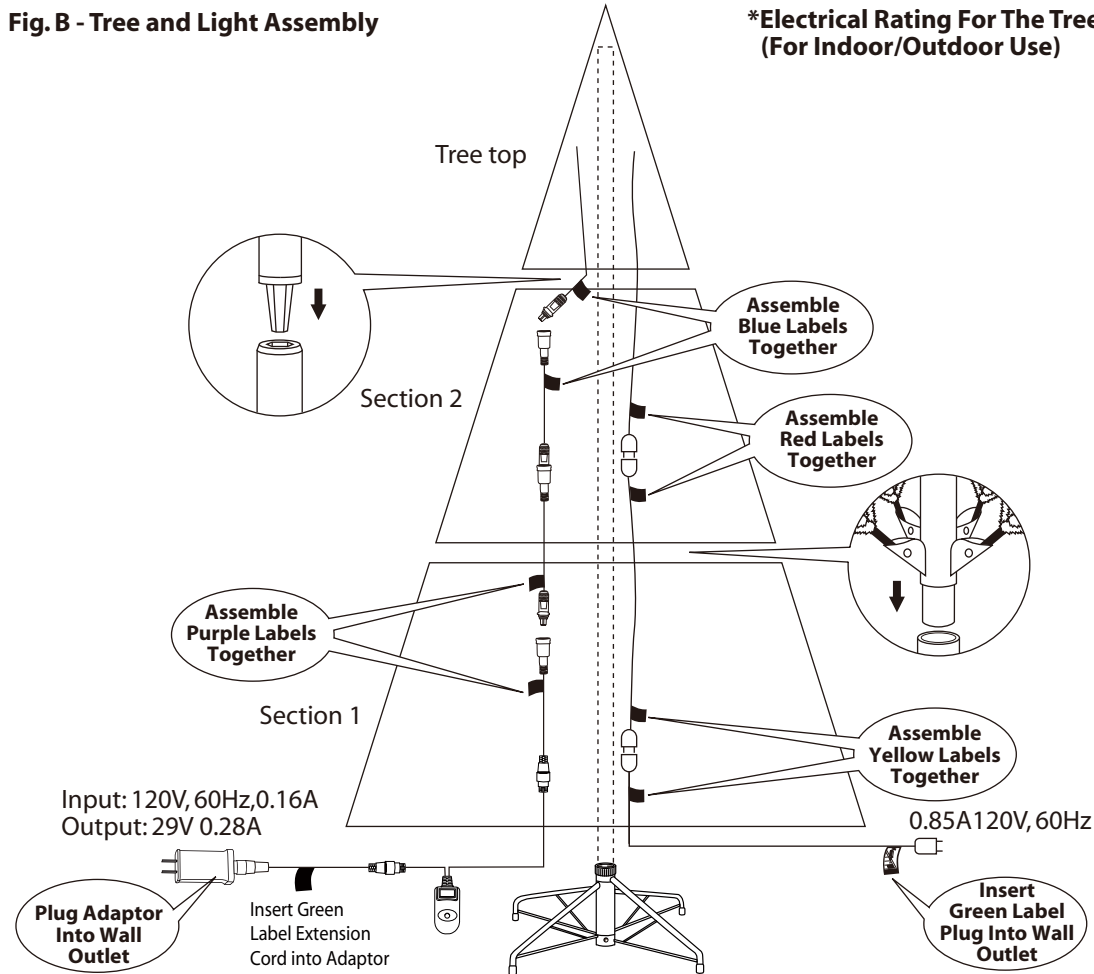 Fig. B - Tree and Light Assembly
*Electrical Rating For The Tree
(For Indoor/Outdoor Use)
Tree top
Assemble
Blue Labels
Together
Section 2
Assemble
Red Labels
Together
Assemble
Purple Labels
Together
Section 1
Assemble
Yellow Labels
Together
Input: 120V, 60Hz,0.16A
Output: 29V 0.28A
0.85A120V, 60Hz
Plug Adaptor
Into Wall
Outlet
Insert Green
Label Extension
Cord into Adaptor
Insert
Green Label
Plug Into Wall
Outlet